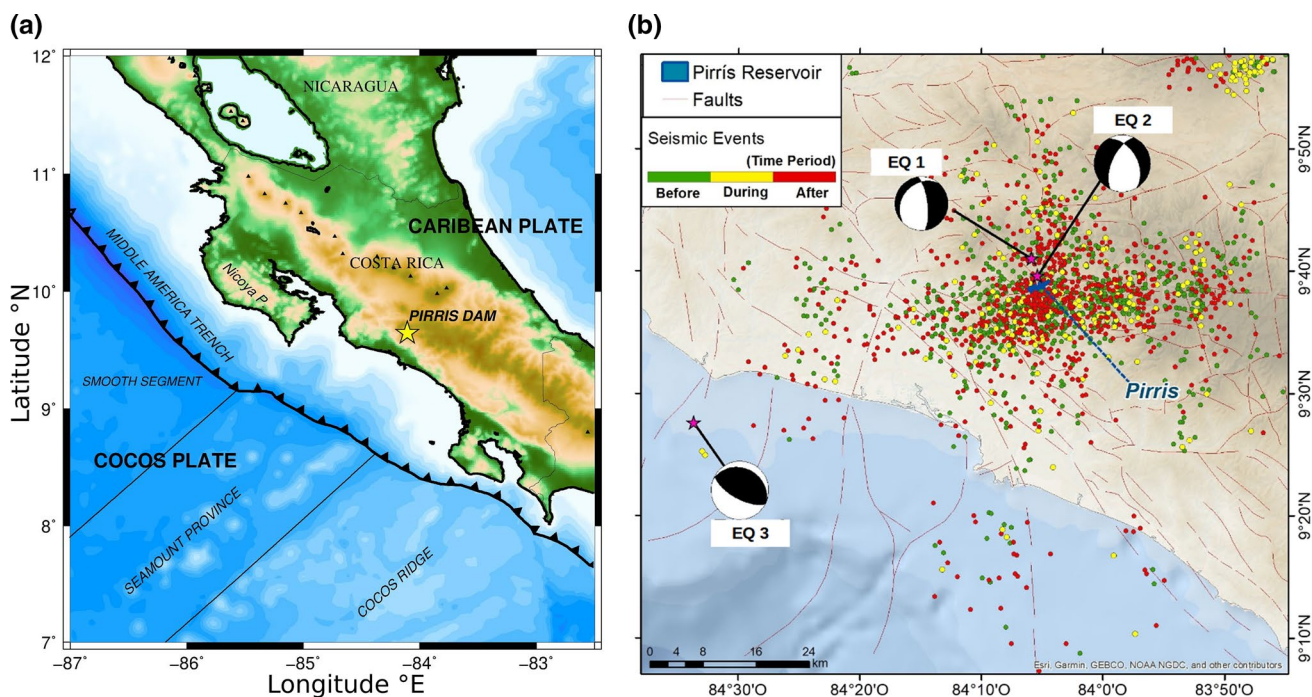 (a)
12°
11°
10°
9°
8°
7°
Latitude °N
−87
−86
−85
−84
−83
Longitude °E
NICARAGUA
CARIBEAN PLATE
COSTA RICA
Nicoya P.
MIDDLE AMERICA TRENCH
PIRRIS DAM
SMOOTH SEGMENT
COCOS PLATE
SEAMOUNT PROVINCE
COCOS RIDGE
(b)
Pirrís Reservoir
Faults
Seismic Events
(Time Period)
Before During After
EQ 1
EQ 2
EQ 3
Pirris
0 4 8 16 24
km
Esri, Garmin, GEBCO, NOAA NGDC, and other contributors
9°50'N
9°40'N
9°30'N
9°20'N
9°10'N
84°30'O
84°20'O
84°10'O
84°0'O
83°50'O